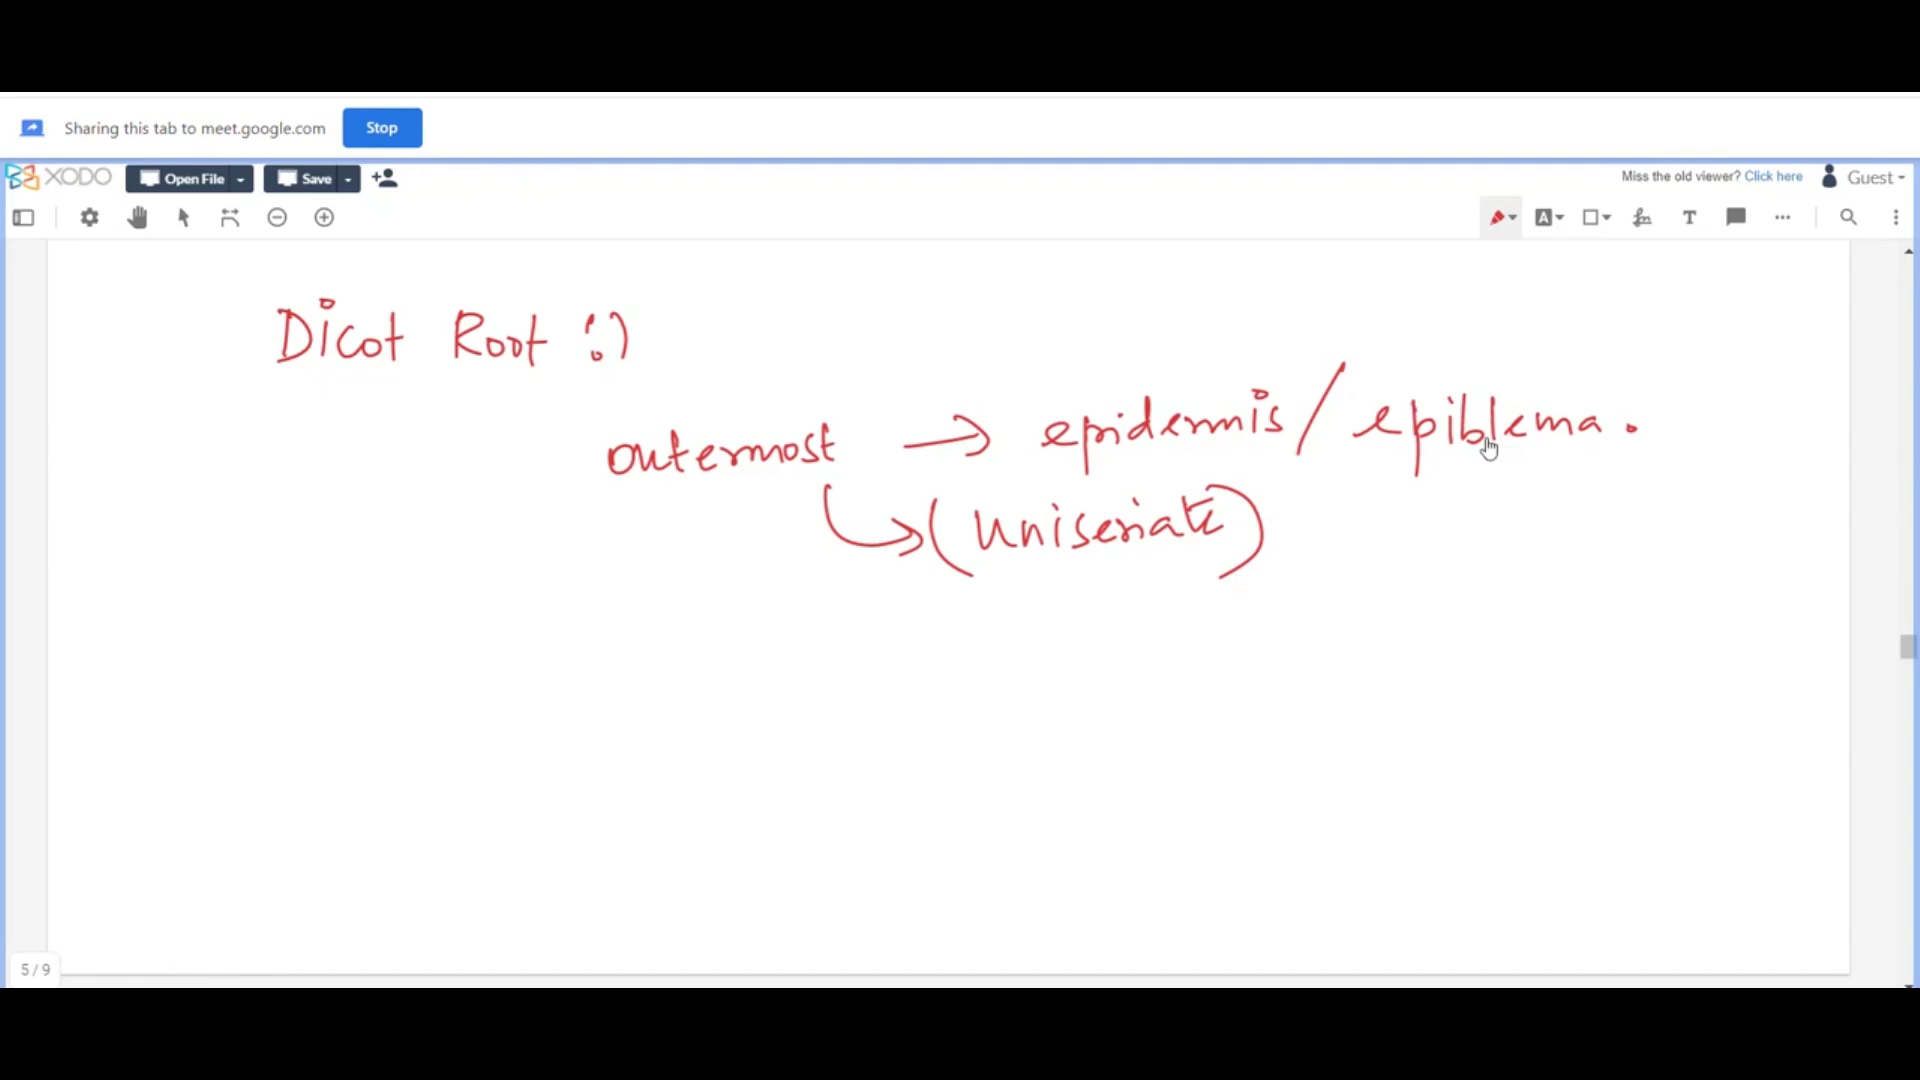 Sharing this tab to meet.google.com Stop
XODO Open File Save Miss the old viewer? Click here Guest
Dicot Root :)
outermost → epidermis / epiblema.
(Uniseriate)
5 / 9